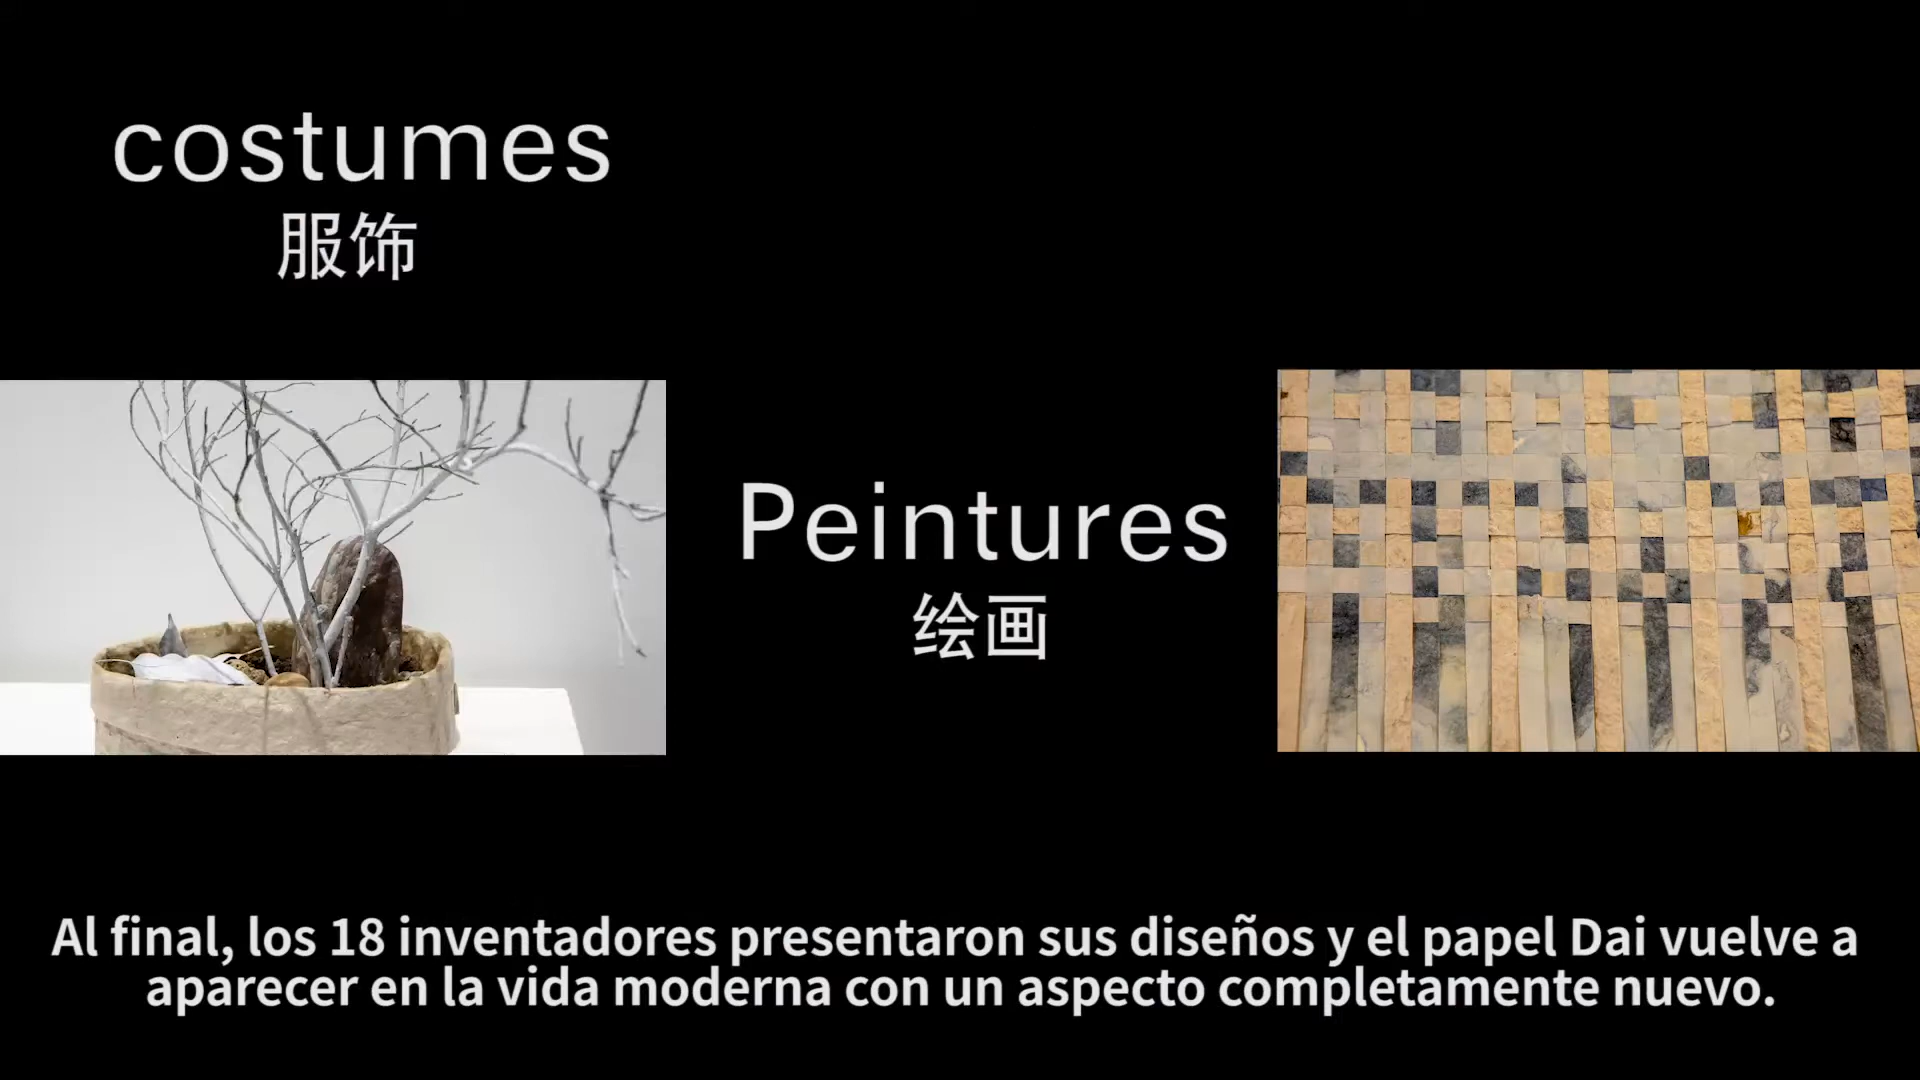 costumes
服饰
Peintures
绘画
Al final, los 18 inventadores presentaron sus diseños y el papel Dai vuelve a
aparecer en la vida moderna con un aspecto completamente nuevo.